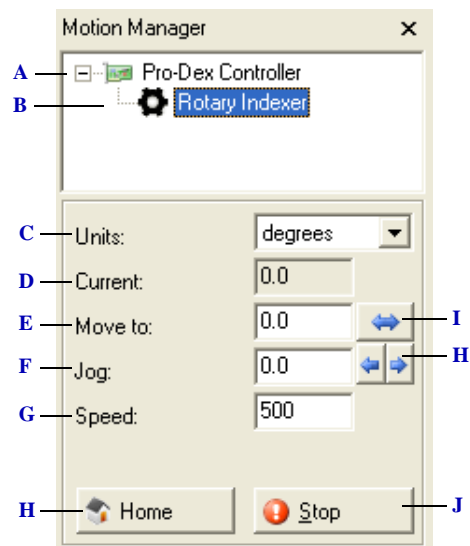 Motion Manager
A Pro-Dex Controller
B Rotary Indexer
C Units: degrees
D Current: 0.0
E Move to: 0.0 I
F Jog: 0.0 H
G Speed: 500
H Home Stop J